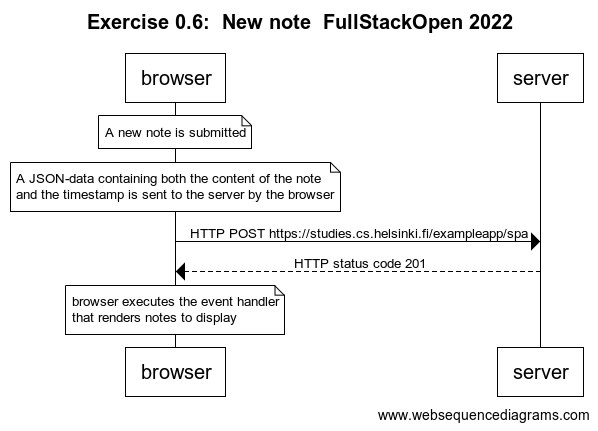 Exercise 0.6:  New note  FullStackOpen 2022
browser
server
A new note is submitted
A JSON-data containing both the content of the note
and the timestamp is sent to the server by the browser
HTTP POST https://studies.cs.helsinki.fi/exampleapp/spa
HTTP status code 201
browser executes the event handler
that renders notes to display
browser
server
www.websequencediagrams.com